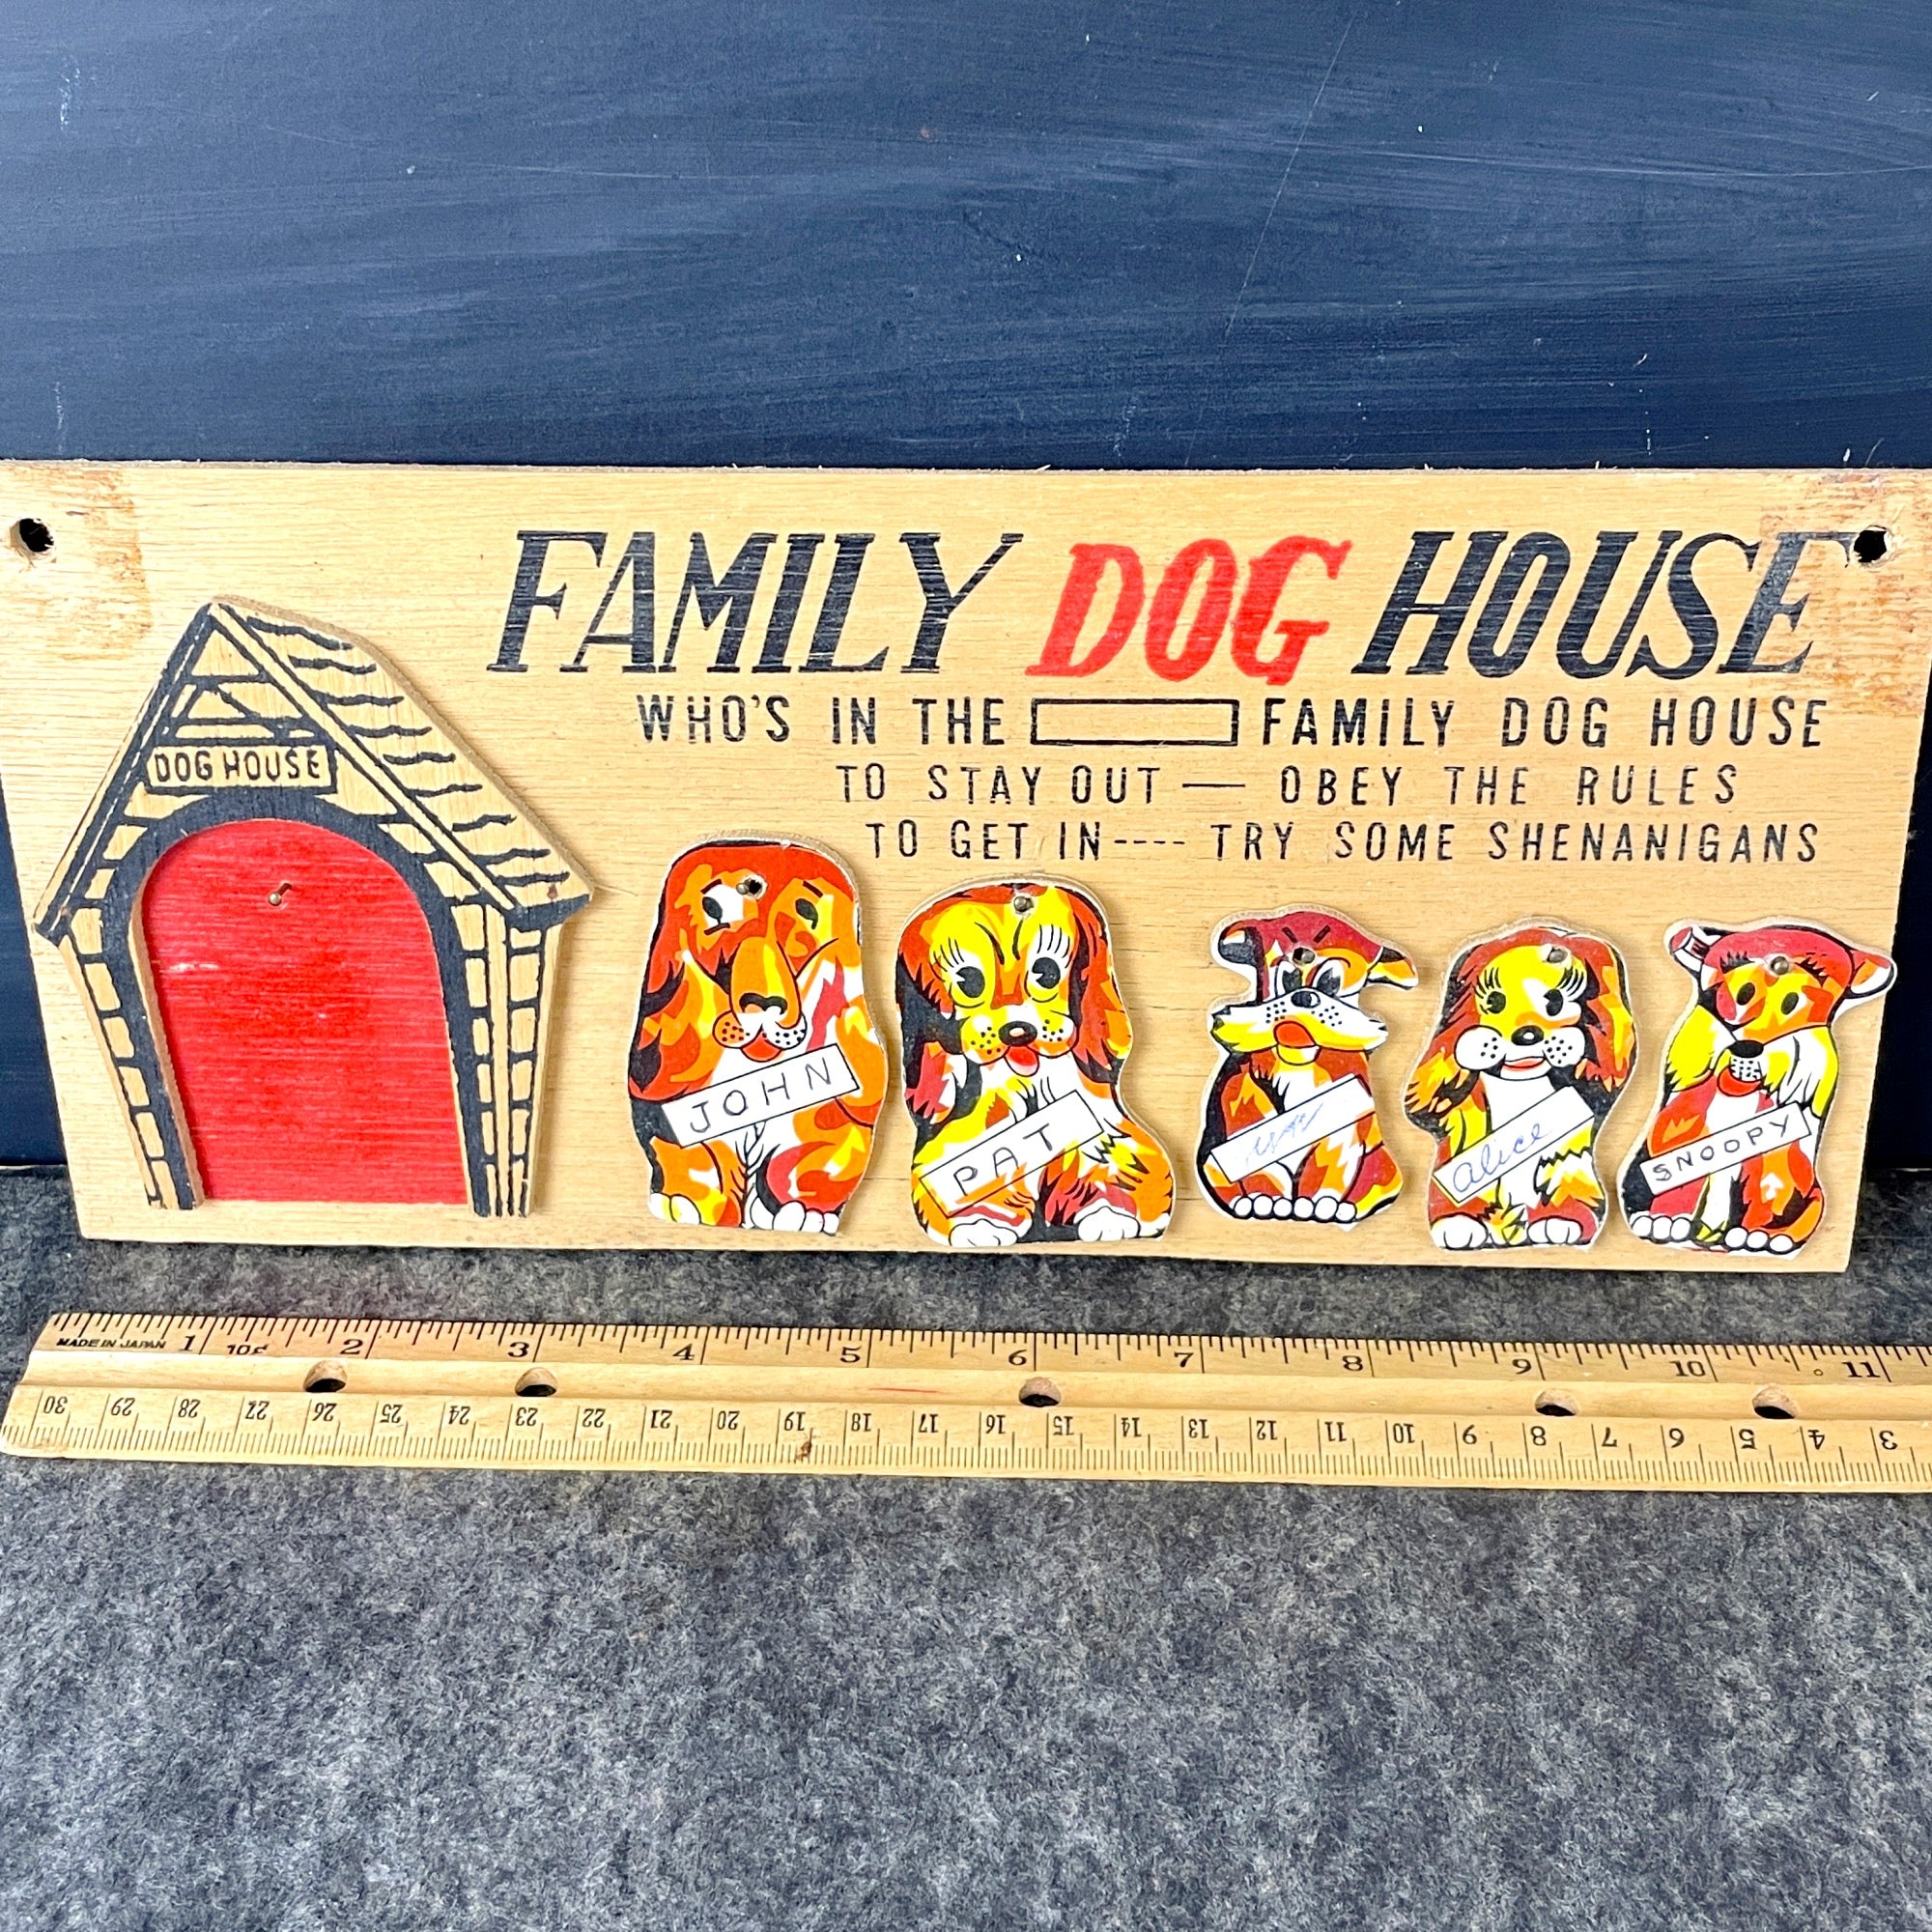 FAMILY DOG HOUSE
WHO'S IN THE FAMILY DOG HOUSE
TO STAY OUT — OBEY THE RULES
TO GET IN---- TRY SOME SHENANIGANS
DOG HOUSE
JOHN
PAT
alice
SNOOPY
MADE IN JAPAN 1 10¢ 2 3 4 5 6 7 8 9 10 11
30 29 28 27 26 25 24 23 22 21 20 19 18 17 16 15 14 13 12 11 10 9 8 7 6 5 4 3